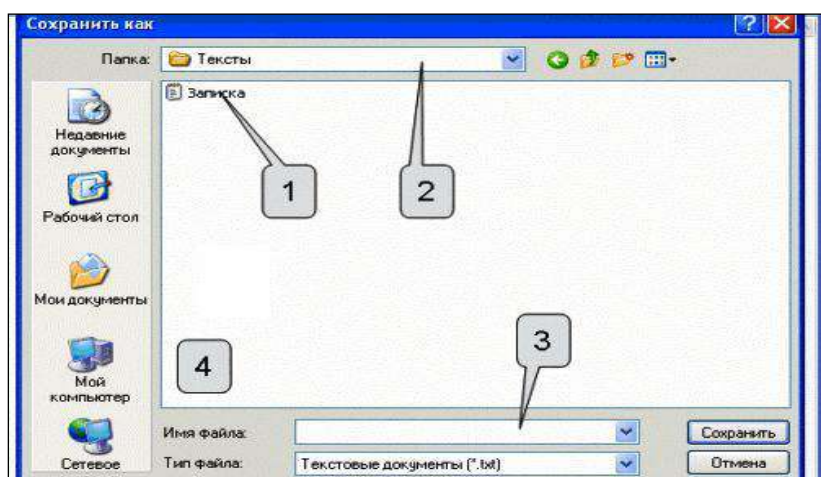 Сохранить как
Папка: Тексты
Записка
Недавние
документы
1
2
Рабочий стол
Мои документы
3
4
Мой
компьютер
Имя файла:
Сохранить
Сетевое
Тип файла:
Текстовые документы (*.txt)
Отмена